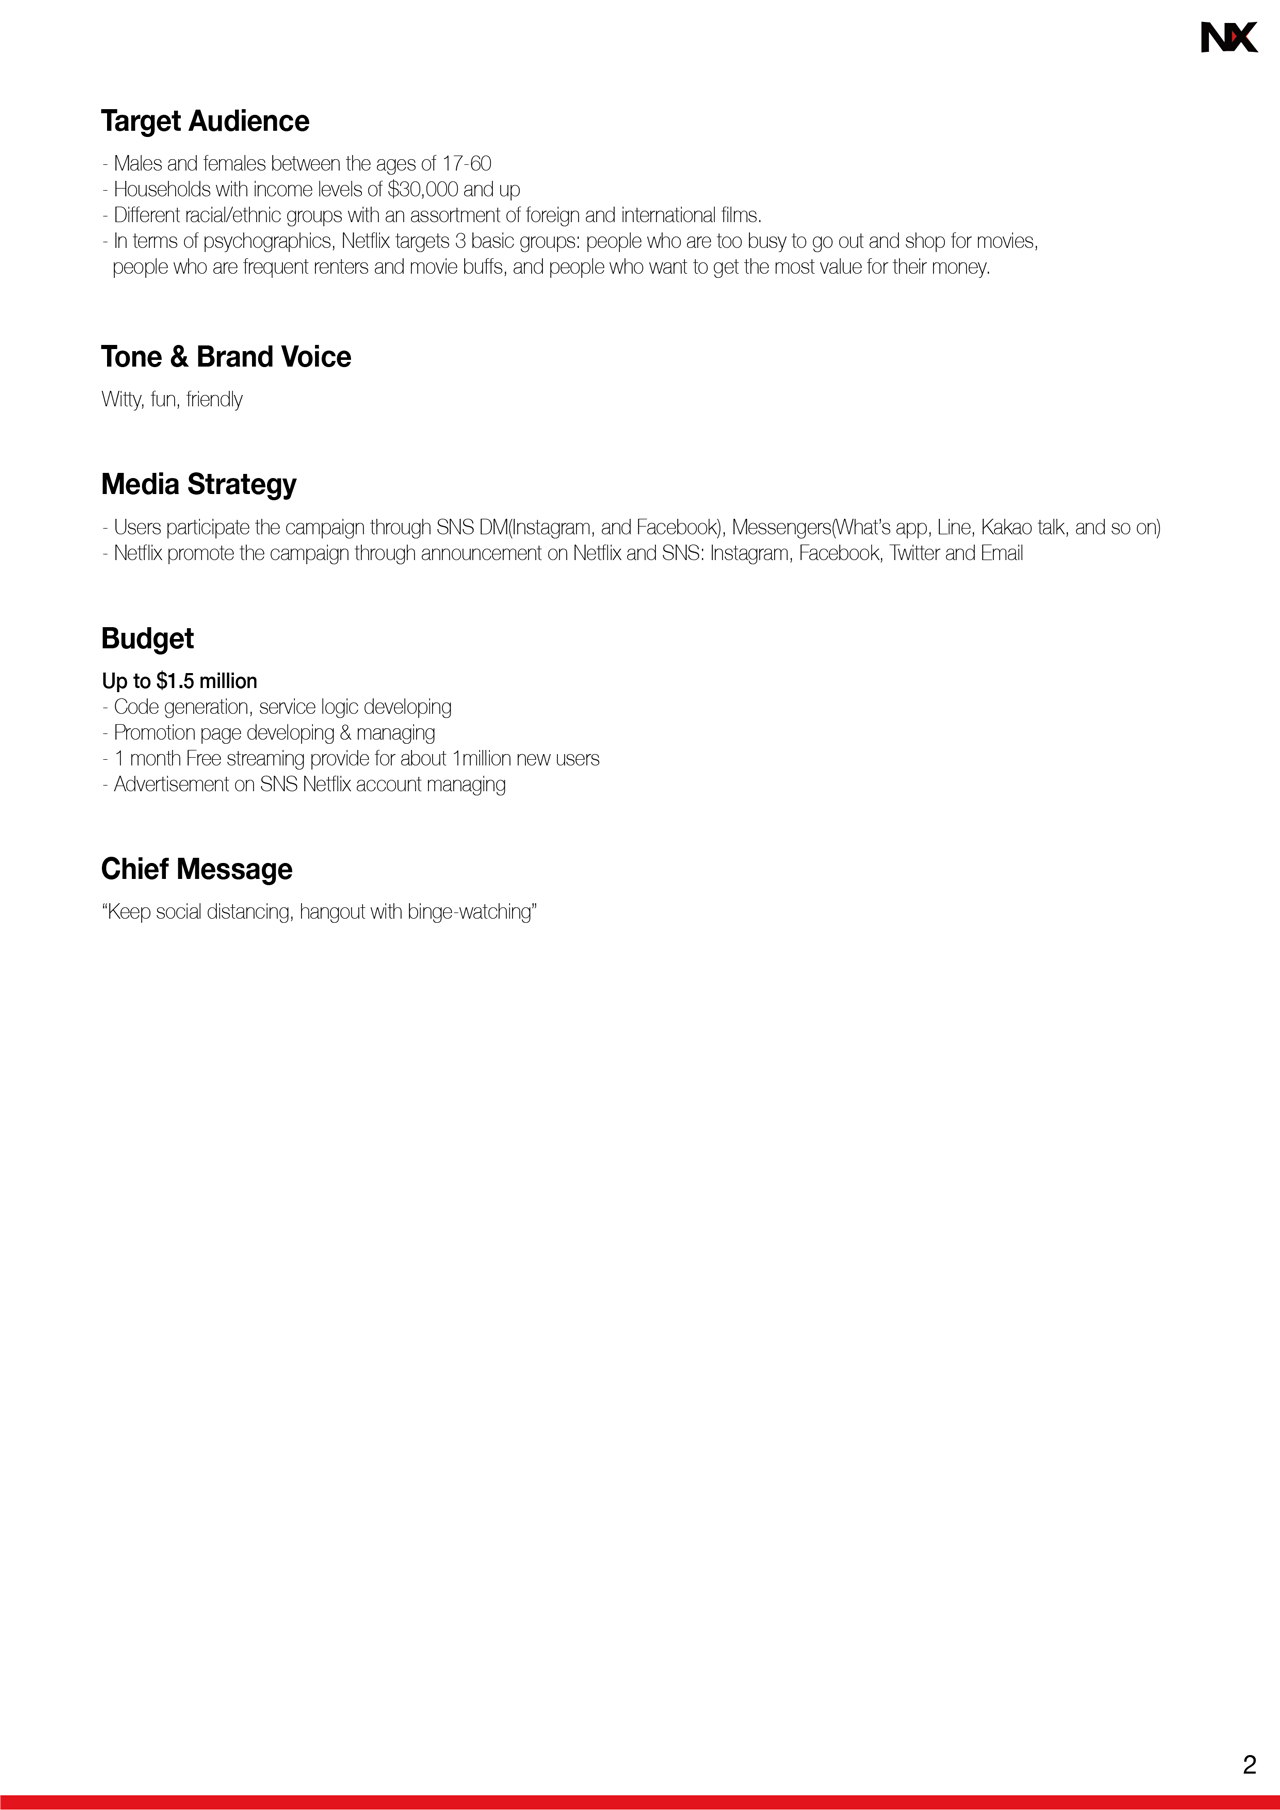 NX
Target Audience
- Males and females between the ages of 17-60
- Households with income levels of $30,000 and up
- Different racial/ethnic groups with an assortment of foreign and international films.
- In terms of psychographics, Netflix targets 3 basic groups: people who are too busy to go out and shop for movies,
people who are frequent renters and movie buffs, and people who want to get the most value for their money.
Tone & Brand Voice
Witty, fun, friendly
Media Strategy
- Users participate the campaign through SNS DM(Instagram, and Facebook), Messengers(What’s app, Line, Kakao talk, and so on)
- Netflix promote the campaign through announcement on Netflix and SNS: Instagram, Facebook, Twitter and Email
Budget
Up to $1.5 million
- Code generation, service logic developing
- Promotion page developing & managing
- 1 month Free streaming provide for about 1million new users
- Advertisement on SNS Netflix account managing
Chief Message
“Keep social distancing, hangout with binge-watching”
2